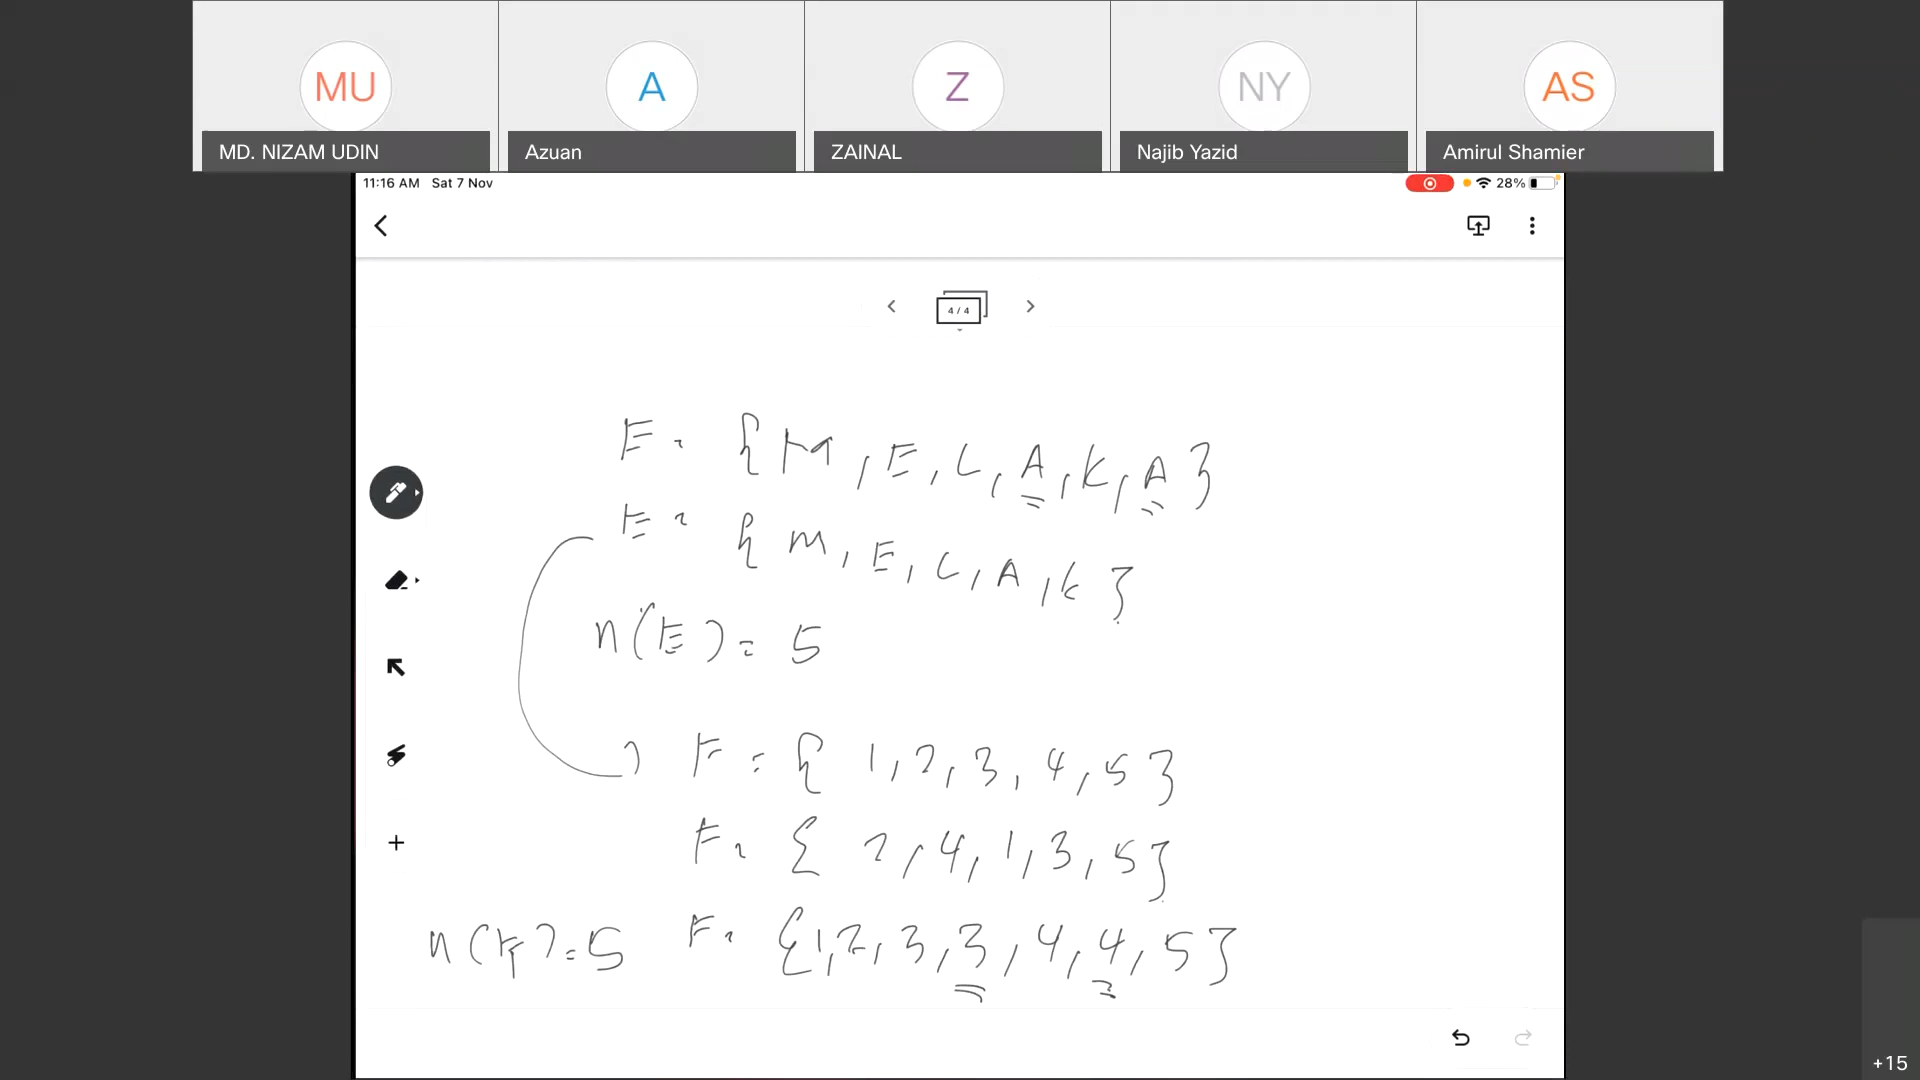 MU A Z NY AS
MD. NIZAM UDIN Azuan ZAINAL Najib Yazid Amirul Shamier
11:16 AM Sat 7 Nov 28%
4 / 4
E = { M , E , L , A , K , A }
E = { M , E , L , A , K }
n(E) = 5
F = { 1 , 2 , 3 , 4 , 5 }
F = { 2 , 4 , 1 , 3 , 5 }
n(F) = 5 F = { 1 , 2 , 3 , 3 , 4 , 4 , 5 }
+15